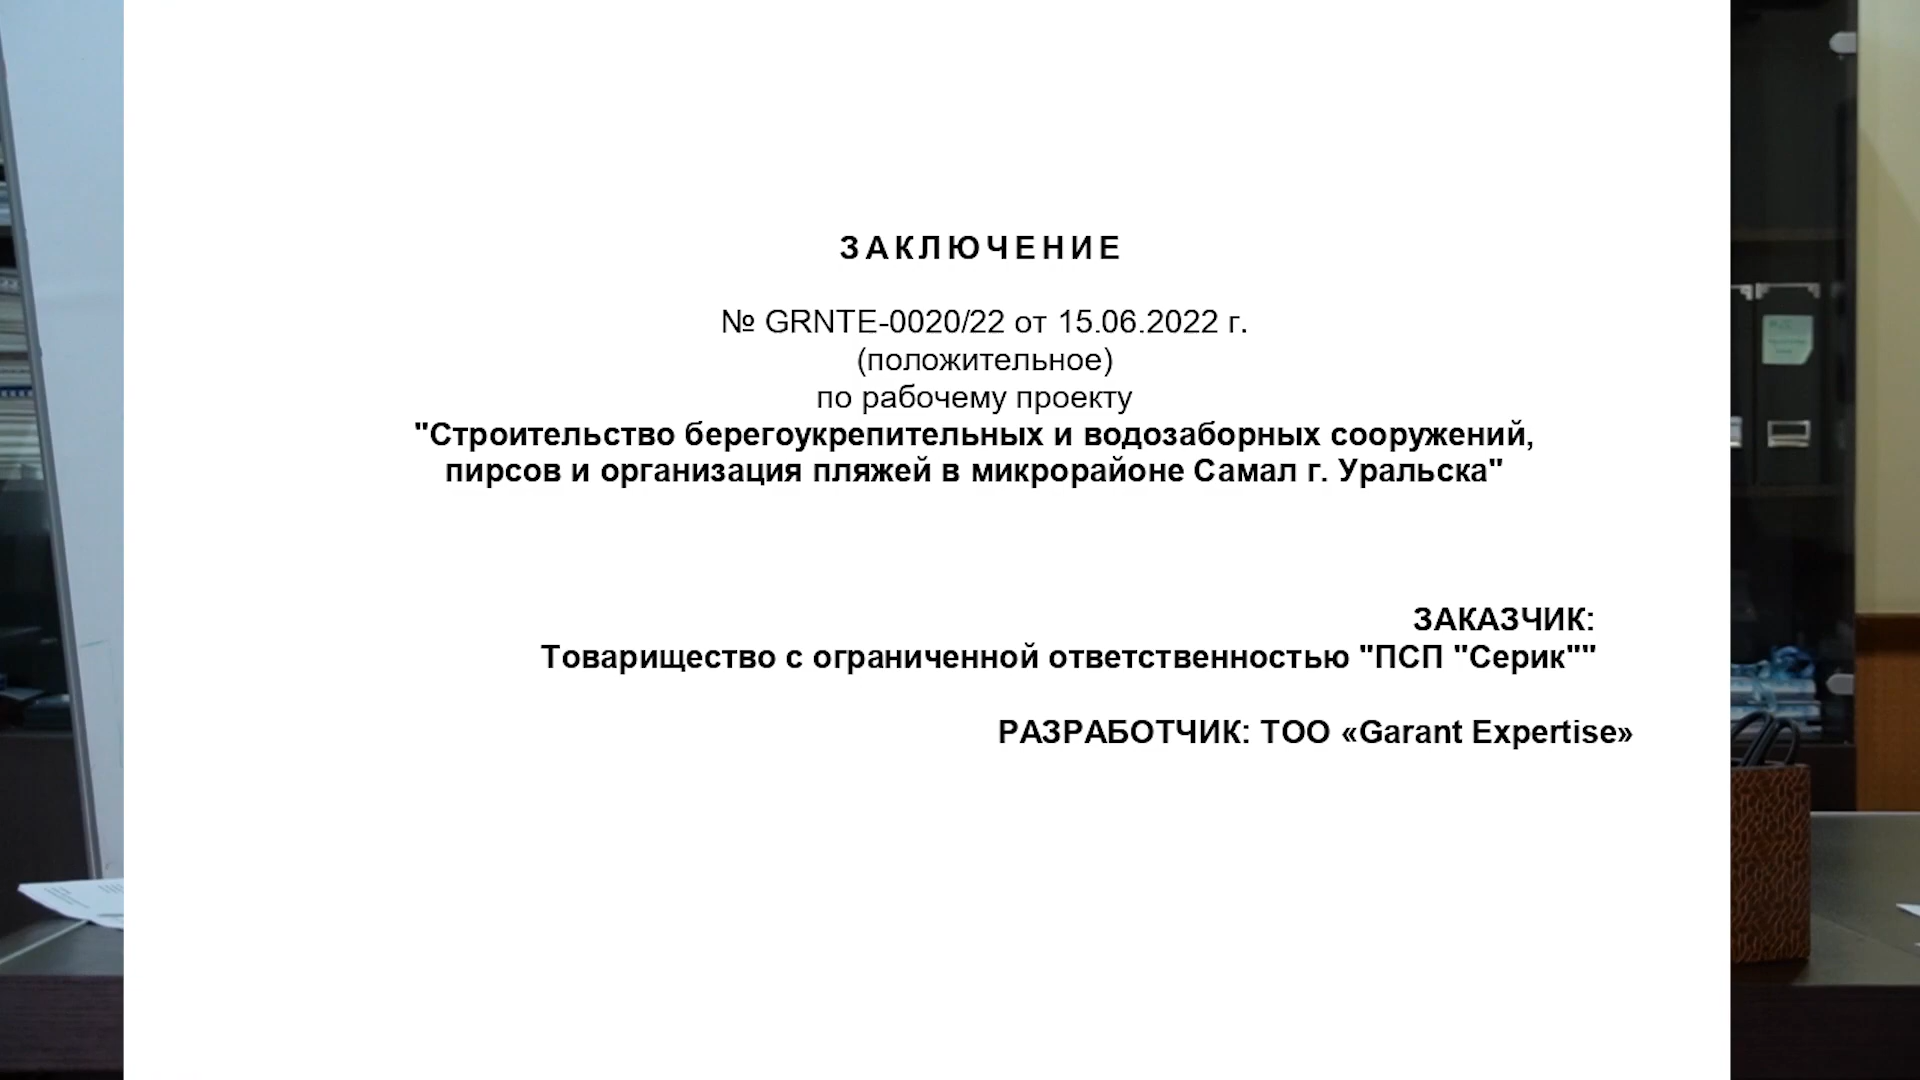 ЗАКЛЮЧЕНИЕ
№ GRNTE-0020/22 от 15.06.2022 г.
(положительное)
по рабочему проекту
"Строительство берегоукрепительных и водозаборных сооружений,
пирсов и организация пляжей в микрорайоне Самал г. Уральска"
ЗАКАЗЧИК:
Товарищество с ограниченной ответственностью "ПСП "Серик""
РАЗРАБОТЧИК: ТОО «Garant Expertise»